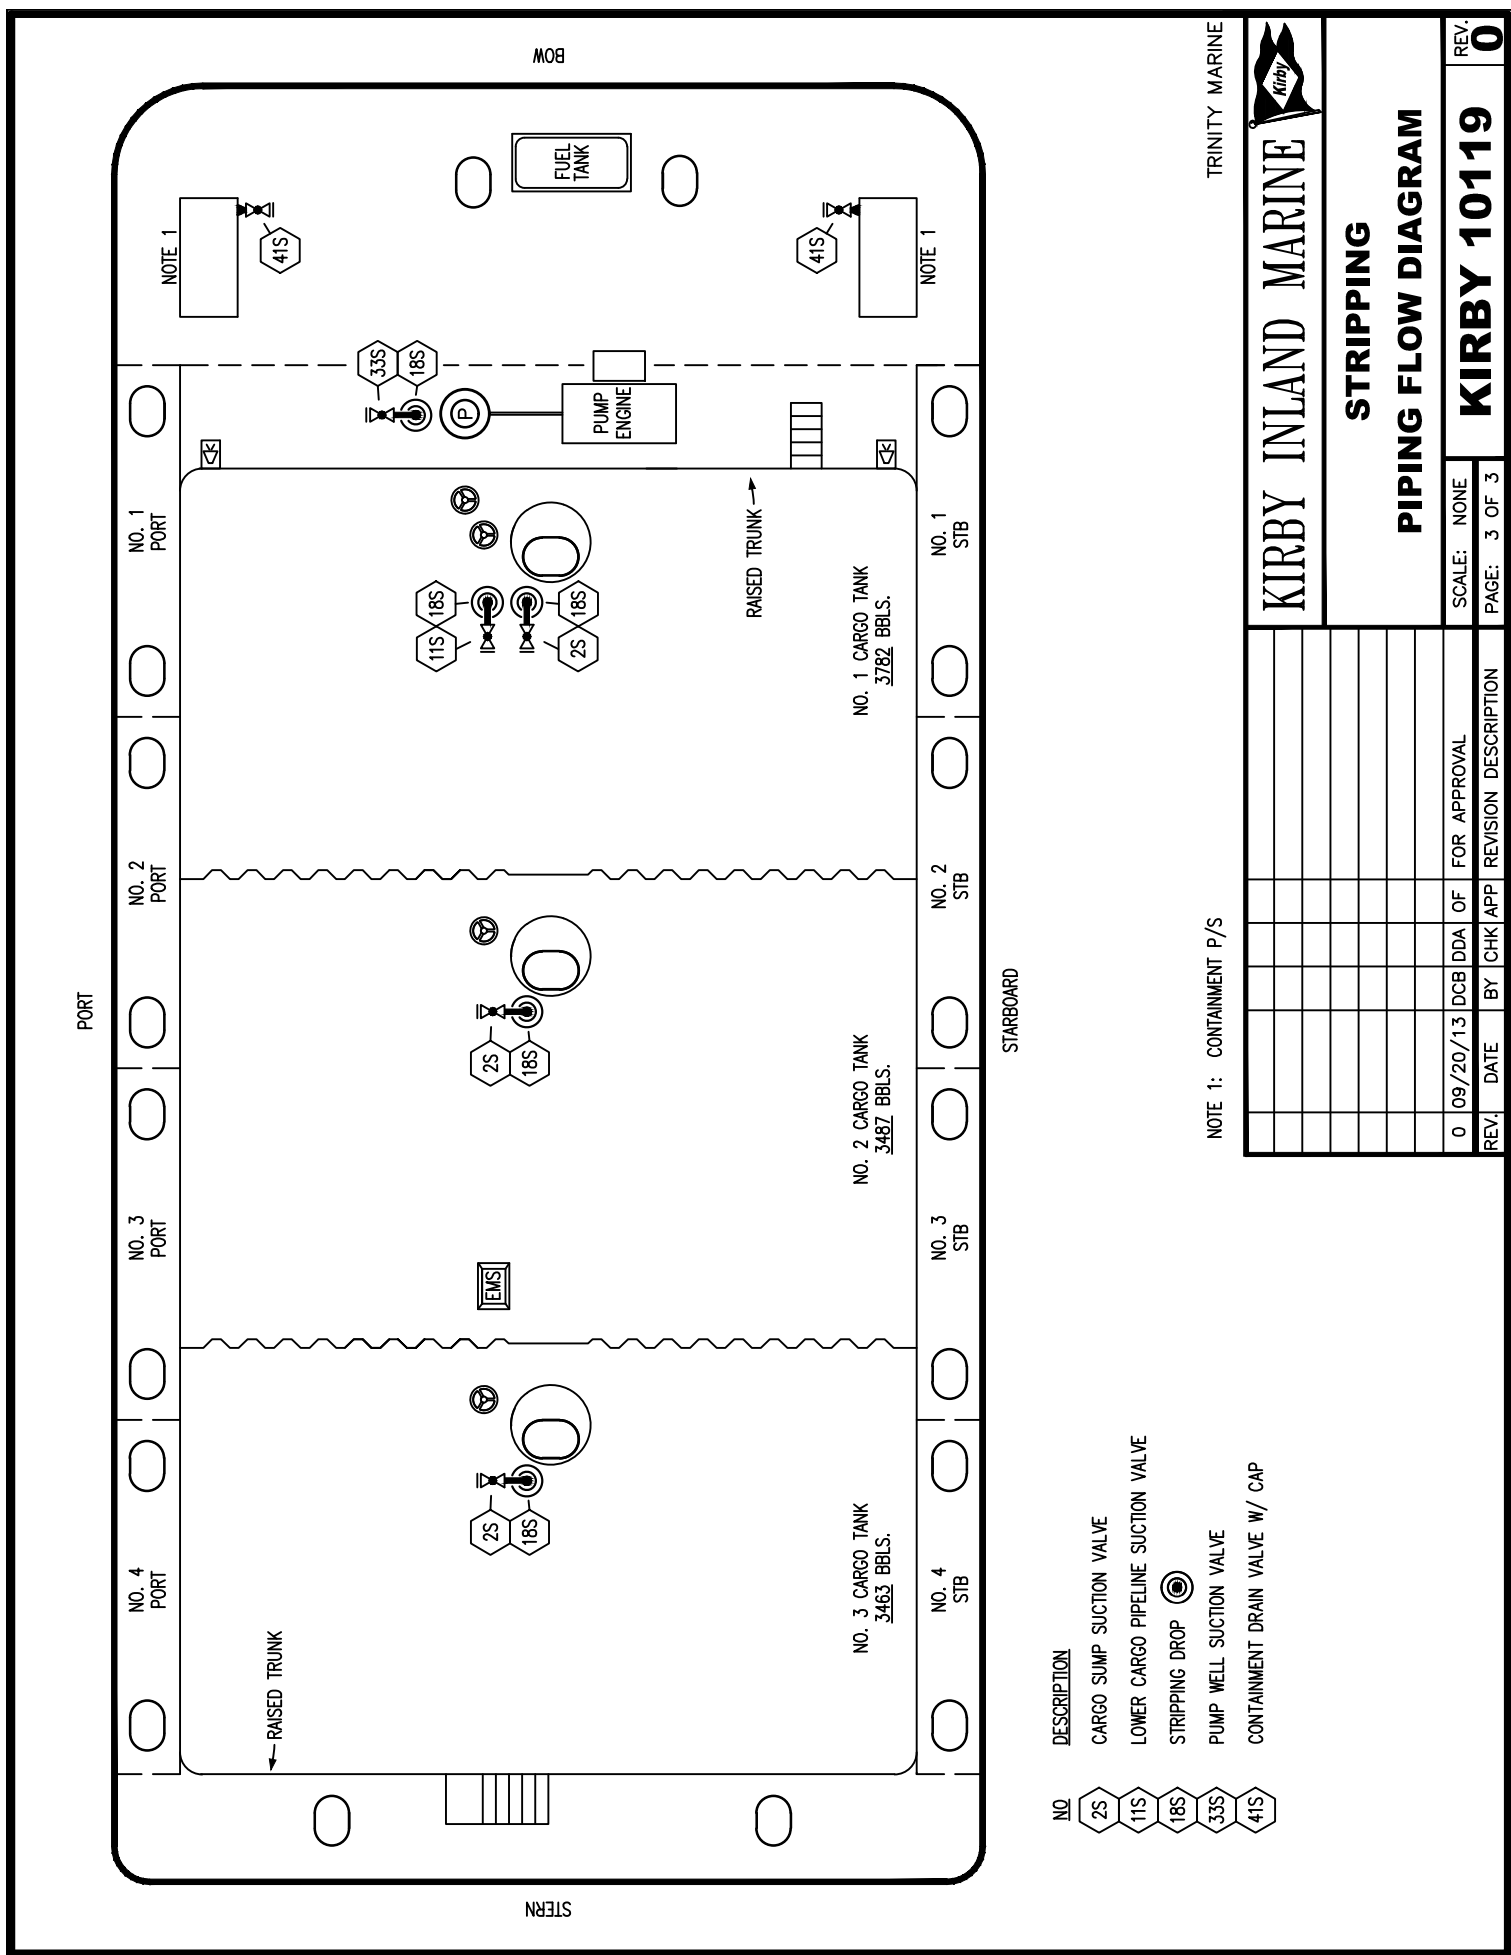 PORT
STERN
BOW
STARBOARD
NO. 4
PORT
NO. 3
PORT
NO. 2
PORT
NO. 1
PORT
NOTE 1
41S
RAISED TRUNK
33S
18S
P
FUEL
TANK
PUMP
ENGINE
2S
18S
EMS
2S
18S
11S
18S
2S
18S
RAISED TRUNK
41S
NOTE 1
NO. 3 CARGO TANK
3463 BBLS.
NO. 2 CARGO TANK
3487 BBLS.
NO. 1 CARGO TANK
3782 BBLS.
NO. 4
STB
NO. 3
STB
NO. 2
STB
NO. 1
STB
NO DESCRIPTION
2S CARGO SUMP SUCTION VALVE
11S LOWER CARGO PIPELINE SUCTION VALVE
18S STRIPPING DROP
33S PUMP WELL SUCTION VALVE
41S CONTAINMENT DRAIN VALVE W/ CAP
NOTE 1: CONTAINMENT P/S
TRINITY MARINE
KIRBY INLAND MARINE
Kirby
STRIPPING
PIPING FLOW DIAGRAM
0 09/20/13 DCB DDA OF FOR APPROVAL
REV. DATE BY CHK APP REVISION DESCRIPTION
SCALE: NONE
PAGE: 3 OF 3
KIRBY 10119
REV.
0